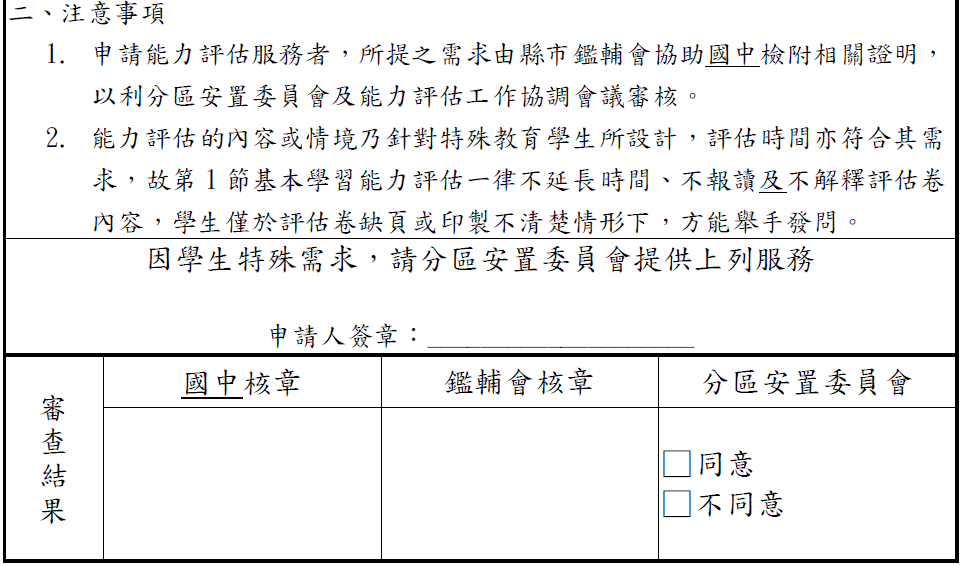 二、注意事項
1. 申請能力評估服務者，所提之需求由縣市鑑輔會協助國中檢附相關證明，
以利分區安置委員會及能力評估工作協調會議審核。
2. 能力評估的內容或情境乃針對特殊教育學生所設計，評估時間亦符合其需
求，故第 1 節基本學習能力評估一律不延長時間、不報讀及不解釋評估卷
內容，學生僅於評估卷缺頁或印製不清楚情形下，方能舉手發問。
因學生特殊需求，請分區安置委員會提供上列服務
申請人簽章：____________________
審查結果
國中核章
鑑輔會核章
分區安置委員會
□同意
□不同意